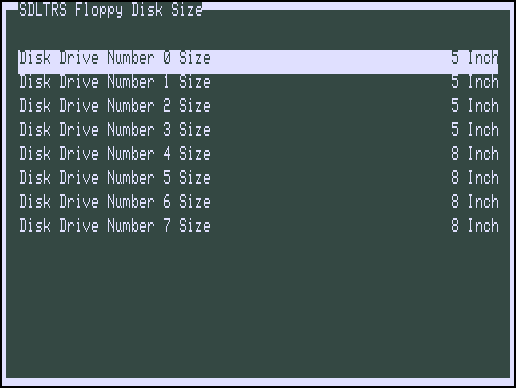 SDLTRS Floppy Disk Size
Disk Drive Number 0 Size 5 Inch
Disk Drive Number 1 Size 5 Inch
Disk Drive Number 2 Size 5 Inch
Disk Drive Number 3 Size 5 Inch
Disk Drive Number 4 Size 8 Inch
Disk Drive Number 5 Size 8 Inch
Disk Drive Number 6 Size 8 Inch
Disk Drive Number 7 Size 8 Inch